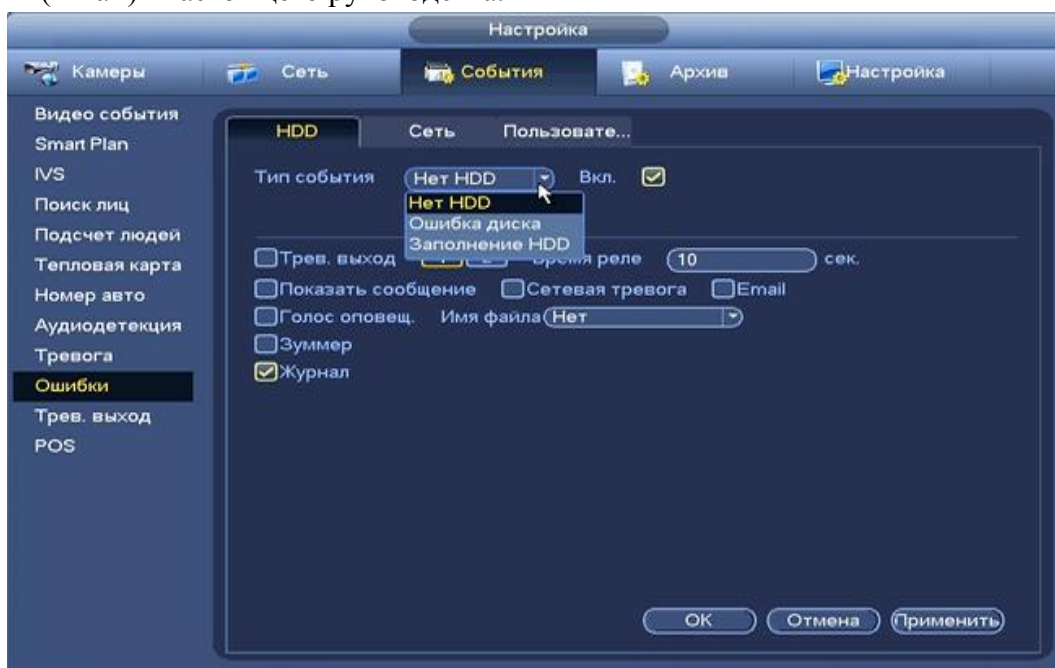 Настройка
Камеры Сеть События Архив Настройка
Видео события
Smart Plan
IVS
Поиск лиц
Подсчет людей
Тепловая карта
Номер авто
Аудиодетекция
Тревога
Ошибки
Трев. выход
POS
HDD Сеть Пользовате...
Тип события Нет HDD Вкл.
Нет HDD
Ошибка диска
Заполнение HDD
Трев. выход реле 10 сек.
Показать сообщение Сетевая тревога Email
Голос оповещ. Имя файла Нет
Зуммер
Журнал
OK Отмена Применить